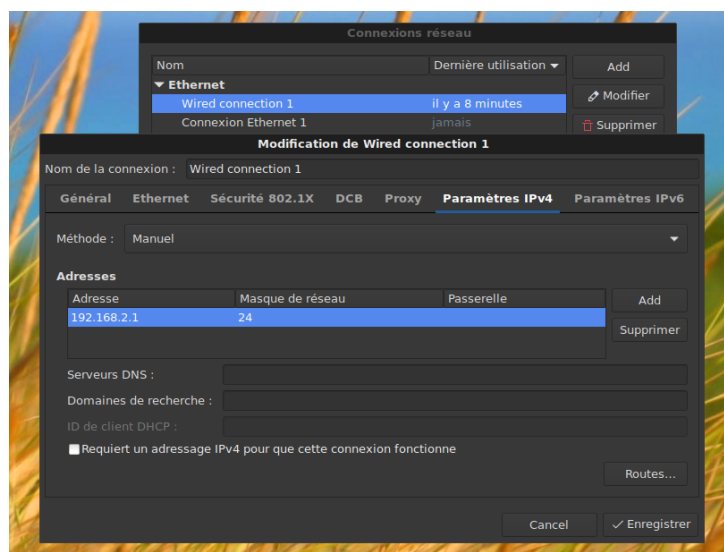 Connexions réseau
Nom Dernière utilisation Add
Ethernet
Wired connection 1 il y a 8 minutes Modifier
Connexion Ethernet 1 jamais Supprimer
Modification de Wired connection 1
Nom de la connexion : Wired connection 1
Général Ethernet Sécurité 802.1X DCB Proxy Paramètres IPv4 Paramètres IPv6
Méthode : Manuel
Adresses
Adresse Masque de réseau Passerelle Add
192.168.2.1 24
Supprimer
Serveurs DNS :
Domaines de recherche :
ID de client DHCP :
Requiert un adressage IPv4 pour que cette connexion fonctionne
Routes...
Cancel Enregistrer